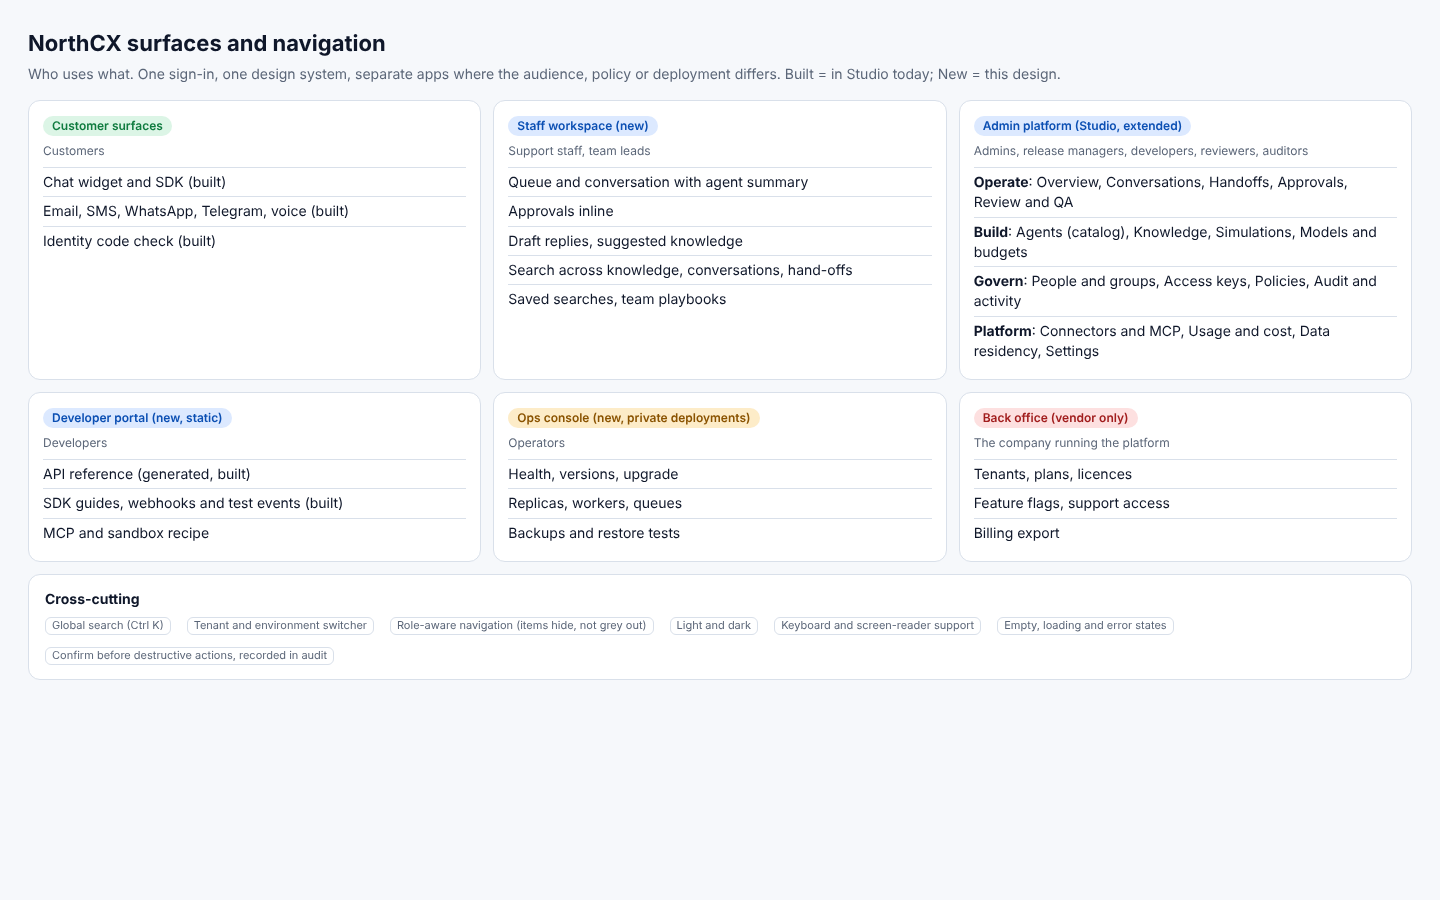 NorthCX surfaces and navigation
Who uses what. One sign-in, one design system, separate apps where the audience, policy or deployment differs. Built = in Studio today; New = this design.
Customer surfaces
Customers
Chat widget and SDK (built)
Email, SMS, WhatsApp, Telegram, voice (built)
Identity code check (built)
Staff workspace (new)
Support staff, team leads
Queue and conversation with agent summary
Approvals inline
Draft replies, suggested knowledge
Search across knowledge, conversations, hand-offs
Saved searches, team playbooks
Admin platform (Studio, extended)
Admins, release managers, developers, reviewers, auditors
Operate: Overview, Conversations, Handoffs, Approvals,
Review and QA
Build: Agents (catalog), Knowledge, Simulations, Models and
budgets
Govern: People and groups, Access keys, Policies, Audit and
activity
Platform: Connectors and MCP, Usage and cost, Data
residency, Settings
Developer portal (new, static)
Developers
API reference (generated, built)
SDK guides, webhooks and test events (built)
MCP and sandbox recipe
Ops console (new, private deployments)
Operators
Health, versions, upgrade
Replicas, workers, queues
Backups and restore tests
Back office (vendor only)
The company running the platform
Tenants, plans, licences
Feature flags, support access
Billing export
Cross-cutting
Global search (Ctrl K) Tenant and environment switcher Role-aware navigation (items hide, not grey out) Light and dark Keyboard and screen-reader support Empty, loading and error states
Confirm before destructive actions, recorded in audit